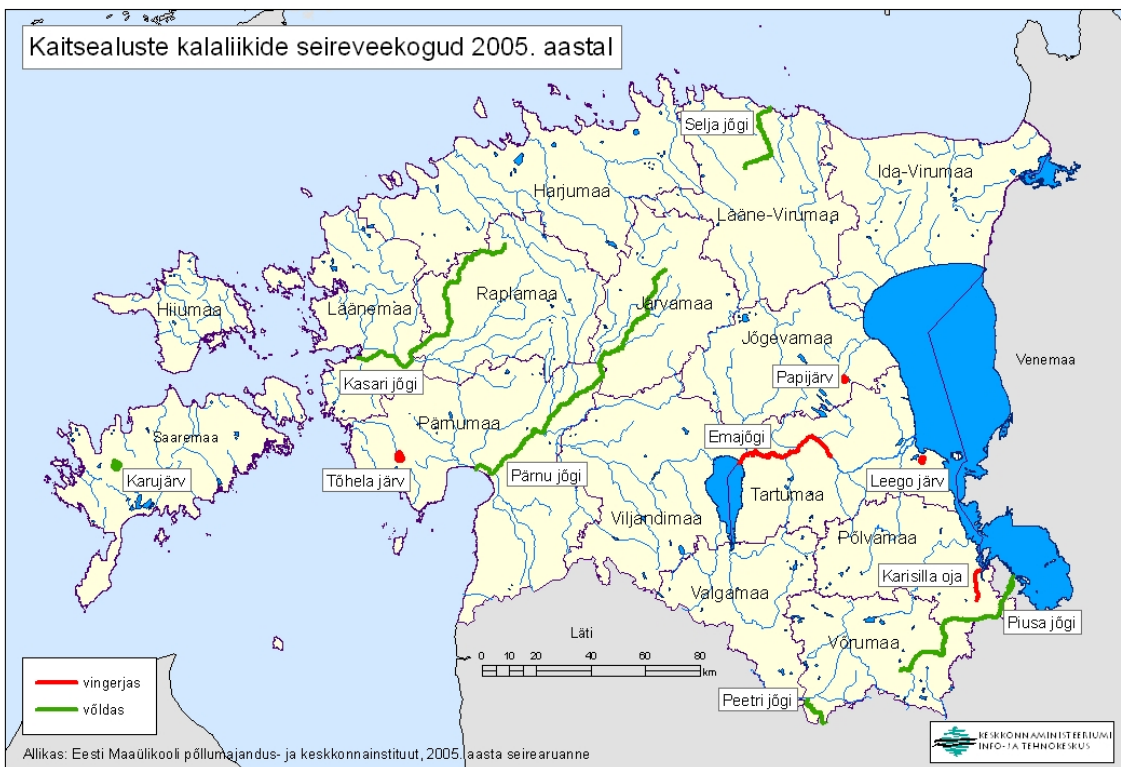 Kaitsealuste kalaliikide seireveekogud 2005. aastal
Selja jõgi
Ida-Virumaa
Harjumaa
Lääne-Virumaa
Hiiumaa
Läänemaa
Raplamaa
Järvamaa
Jõgevamaa
Venemaa
Kasari jõgi
Papijärv
Pärnumaa
Saaremaa
Emajõgi
Karujärv
Tõhela järv
Pärnu jõgi
Leego järv
Tartumaa
Viljandimaa
Põlvamaa
Karisilla oja
Valgamaa
Piusa jõgi
Läti
Võrumaa
0 5 10 15 20 40 60 80
km
vingerjas
võldas
Peetri jõgi
Allikas: Eesti Maaülikooli põllumajandus- ja keskkonnainstituut, 2005. aasta seirearuanne
KESKKONNAMINISTEERIUMI
INFO- JA TEHNOKESKUS